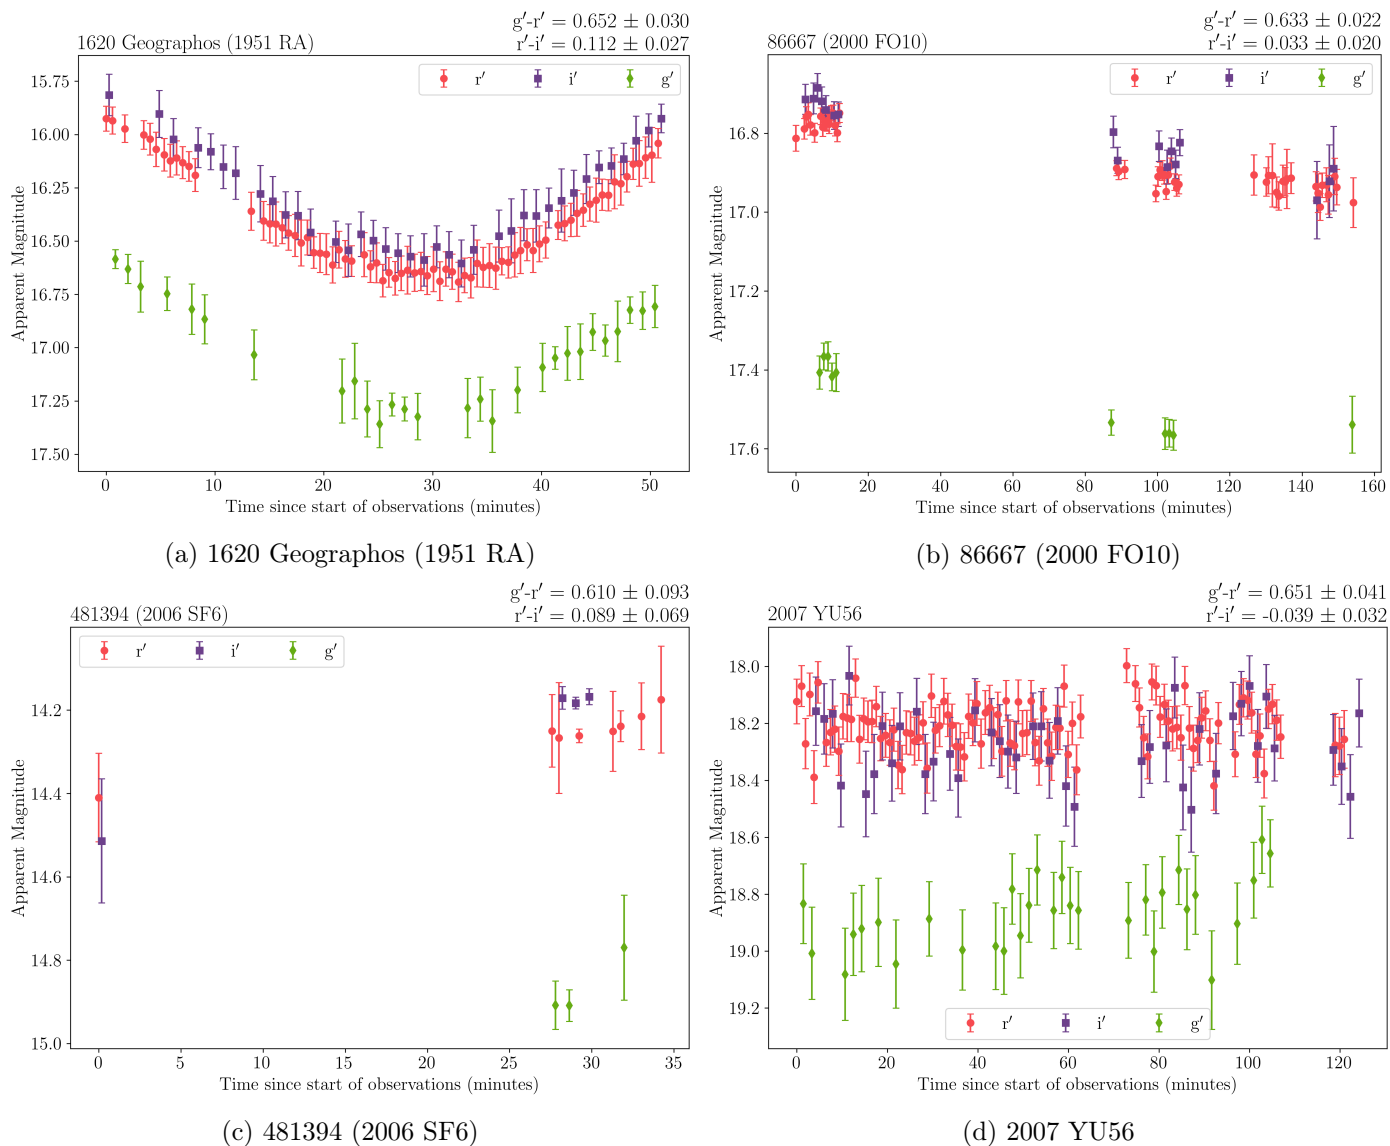 g′-r′ = 0.652 ± 0.030
1620 Geographos (1951 RA)
r′-i′ = 0.112 ± 0.027
r′
i′
g′
15.75
16.00
16.25
16.50
16.75
17.00
17.25
17.50
Apparent Magnitude
0
10
20
30
40
50
Time since start of observations (minutes)
(a) 1620 Geographos (1951 RA)
g′-r′ = 0.633 ± 0.022
86667 (2000 FO10)
r′-i′ = 0.033 ± 0.020
r′
i′
g′
16.8
17.0
17.2
17.4
17.6
Apparent Magnitude
0
20
40
60
80
100
120
140
160
Time since start of observations (minutes)
(b) 86667 (2000 FO10)
g′-r′ = 0.610 ± 0.093
481394 (2006 SF6)
r′-i′ = 0.089 ± 0.069
r′
i′
g′
14.2
14.4
14.6
14.8
15.0
Apparent Magnitude
0
5
10
15
20
25
30
35
Time since start of observations (minutes)
(c) 481394 (2006 SF6)
g′-r′ = 0.651 ± 0.041
2007 YU56
r′-i′ = -0.039 ± 0.032
18.0
18.2
18.4
18.6
18.8
19.0
19.2
Apparent Magnitude
r′
i′
g′
0
20
40
60
80
100
120
Time since start of observations (minutes)
(d) 2007 YU56